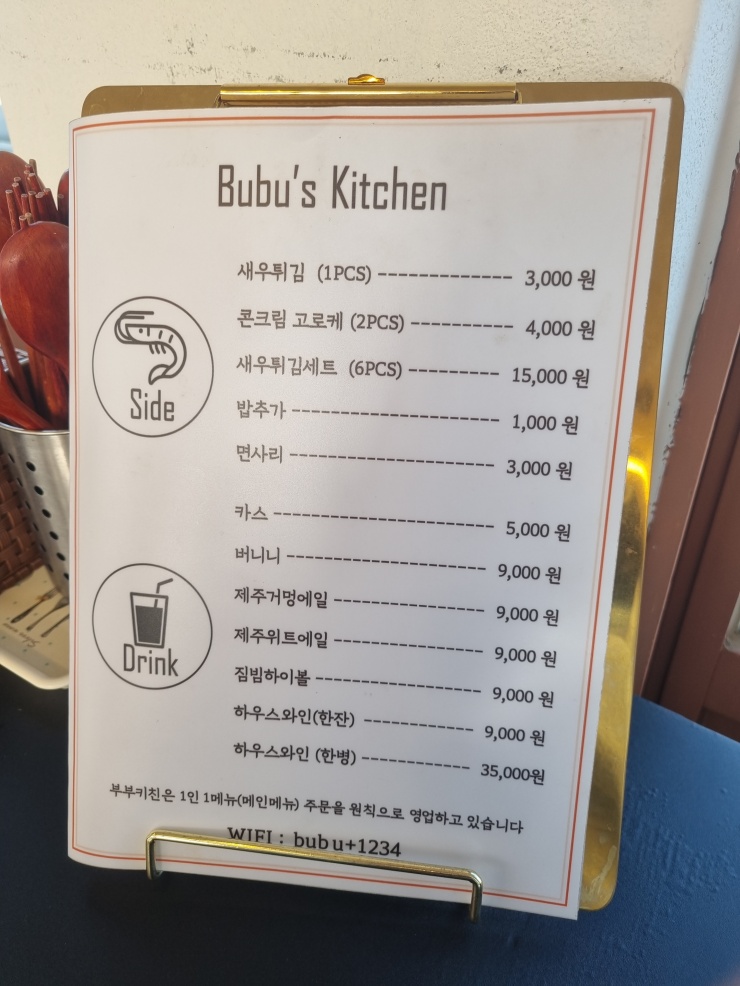 Bubu's Kitchen
새우튀김 (1PCS) -------------- 3,000 원
콘크림 고로케 (2PCS) ----------- 4,000 원
새우튀김세트 (6PCS) ---------- 15,000 원
Side
밥추가 ---------------------- 1,000 원
면사리 ---------------------- 3,000 원
카스 ------------------------ 5,000 원
버니니 ---------------------- 9,000 원
제주거멍에일 ----------------- 9,000 원
제주위트에일 ----------------- 9,000 원
Drink
짐빔하이볼 ------------------- 9,000 원
하우스와인(한잔) ------------ 9,000 원
하우스와인 (한병) ------------ 35,000원
부부키친은 1인 1메뉴(메인메뉴) 주문을 원칙으로 영업하고 있습니다
WIFI : bubu+1234